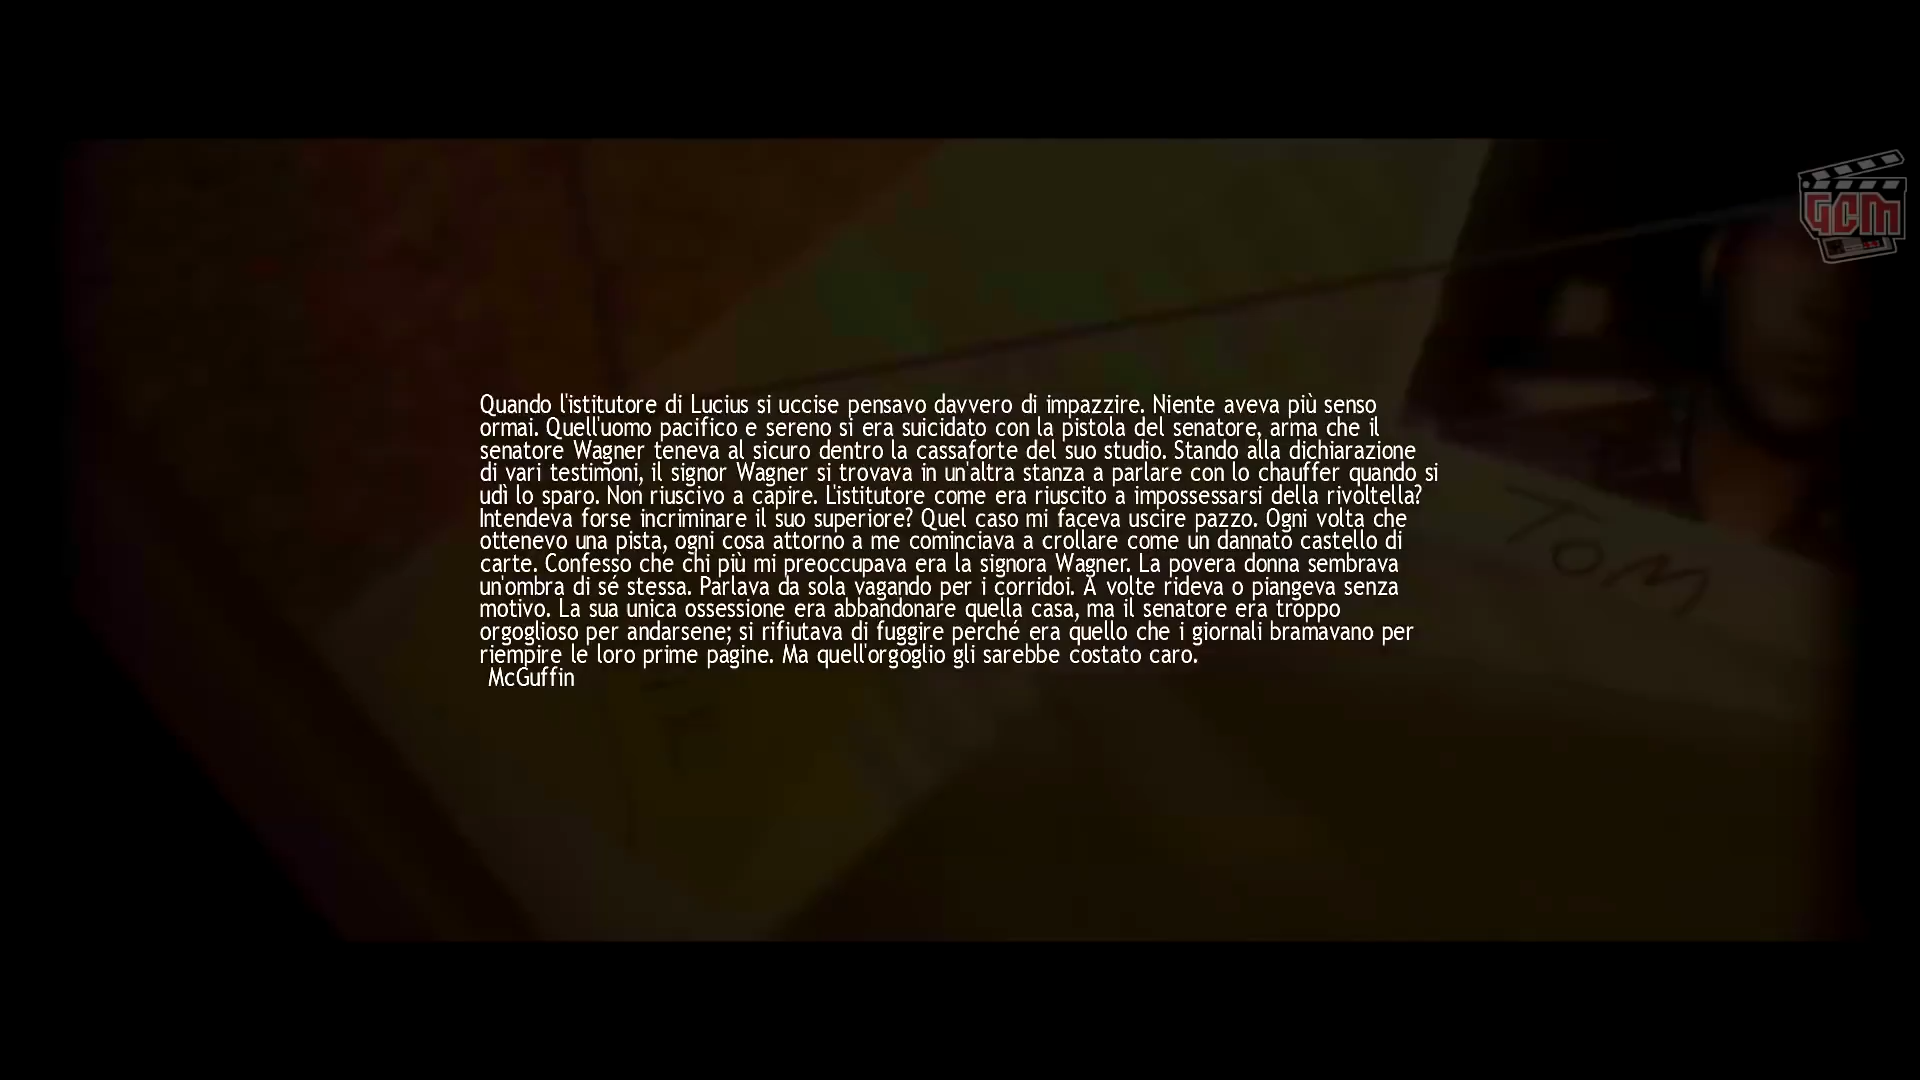 GCM
Quando l'istitutore di Lucius si uccise pensavo davvero di impazzire. Niente aveva più senso
ormai. Quell'uomo pacifico e sereno si era suicidato con la pistola del senatore, arma che il
senatore Wagner teneva al sicuro dentro la cassaforte del suo studio. Stando alla dichiarazione
di vari testimoni, il signor Wagner si trovava in un'altra stanza a parlare con lo chauffer quando si
udì lo sparo. Non riuscivo a capire. L'istitutore come era riuscito a impossessarsi della rivoltella?
Intendeva forse incriminare il suo superiore? Quel caso mi faceva uscire pazzo. Ogni volta che
ottenevo una pista, ogni cosa attorno a me cominciava a crollare come un dannato castello di
carte. Confesso che chi più mi preoccupava era la signora Wagner. La povera donna sembrava
un'ombra di sé stessa. Parlava da sola vagando per i corridoi. A volte rideva o piangeva senza
motivo. La sua unica ossessione era abbandonare quella casa, ma il senatore era troppo
orgoglioso per andarsene; si rifiutava di fuggire perché era quello che i giornali bramavano per
riempire le loro prime pagine. Ma quell'orgoglio gli sarebbe costato caro.
McGuffin
TOM